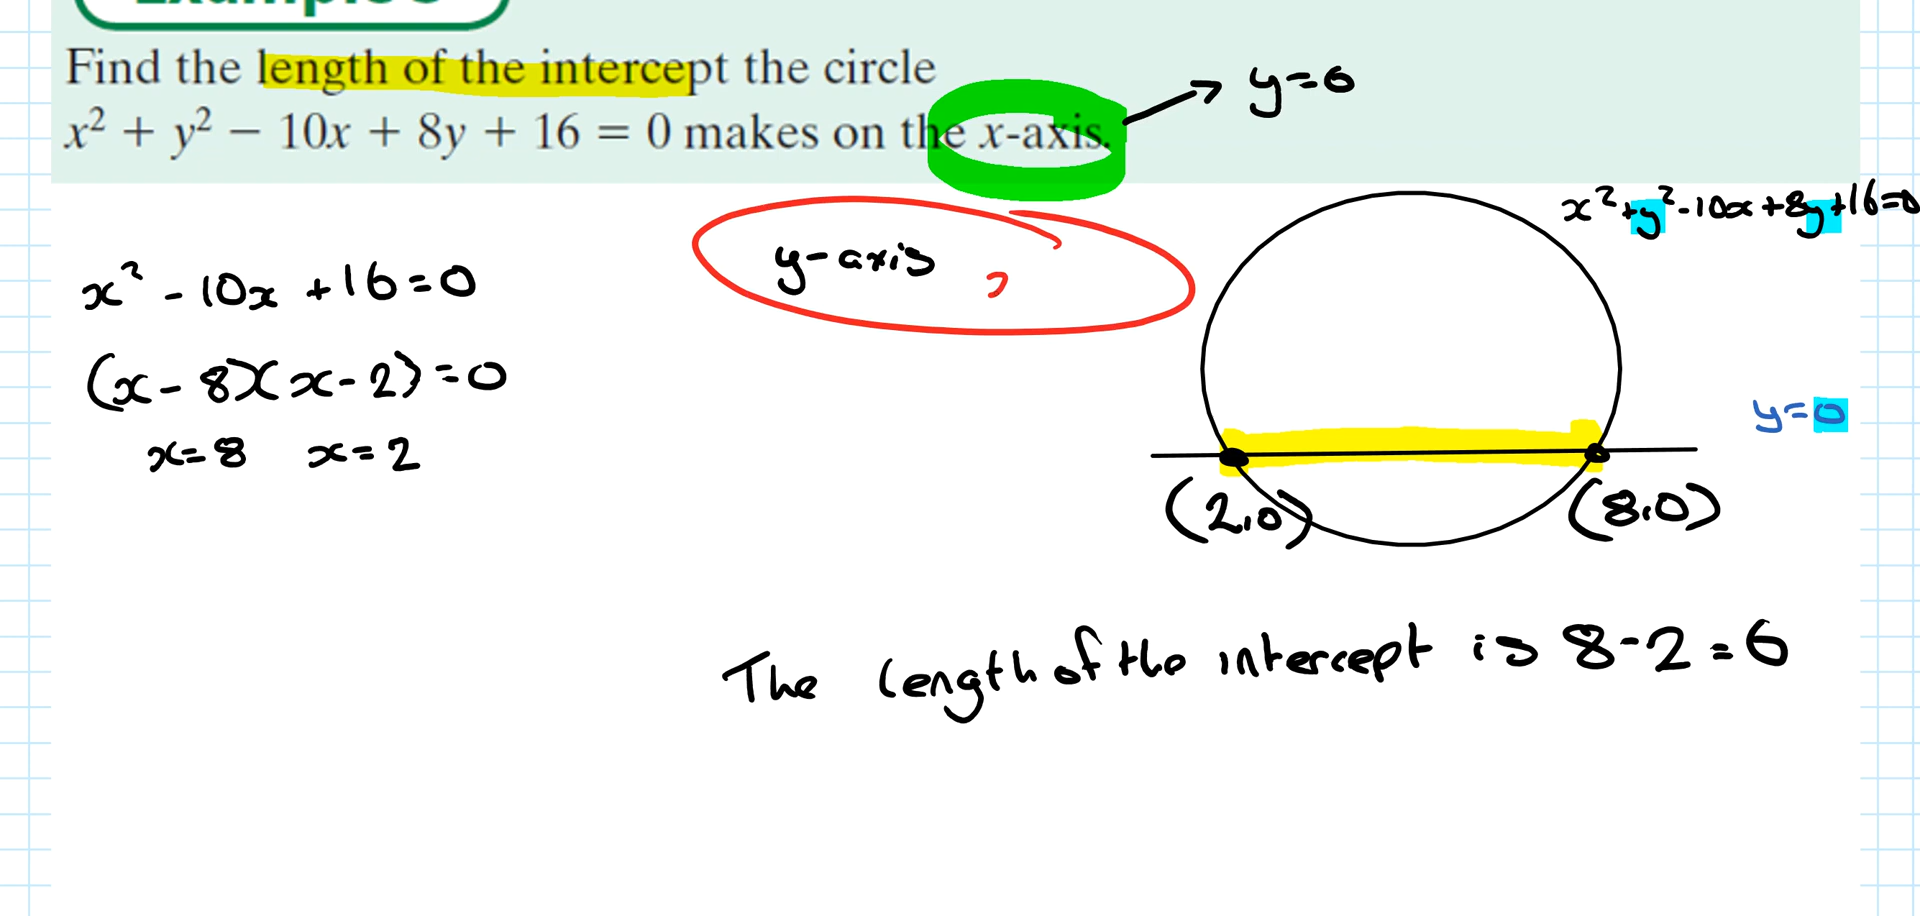 Find the length of the intercept the circle
x² + y² − 10x + 8y + 16 = 0 makes on the x-axis.
y=0
x²+y²-10x+8y+16=0
y-axis ?
x² - 10x +16=0
(x-8)(x-2)=0
x=8 x=2
y=0
(2,0) (8,0)
The length of the intercept is 8-2=6